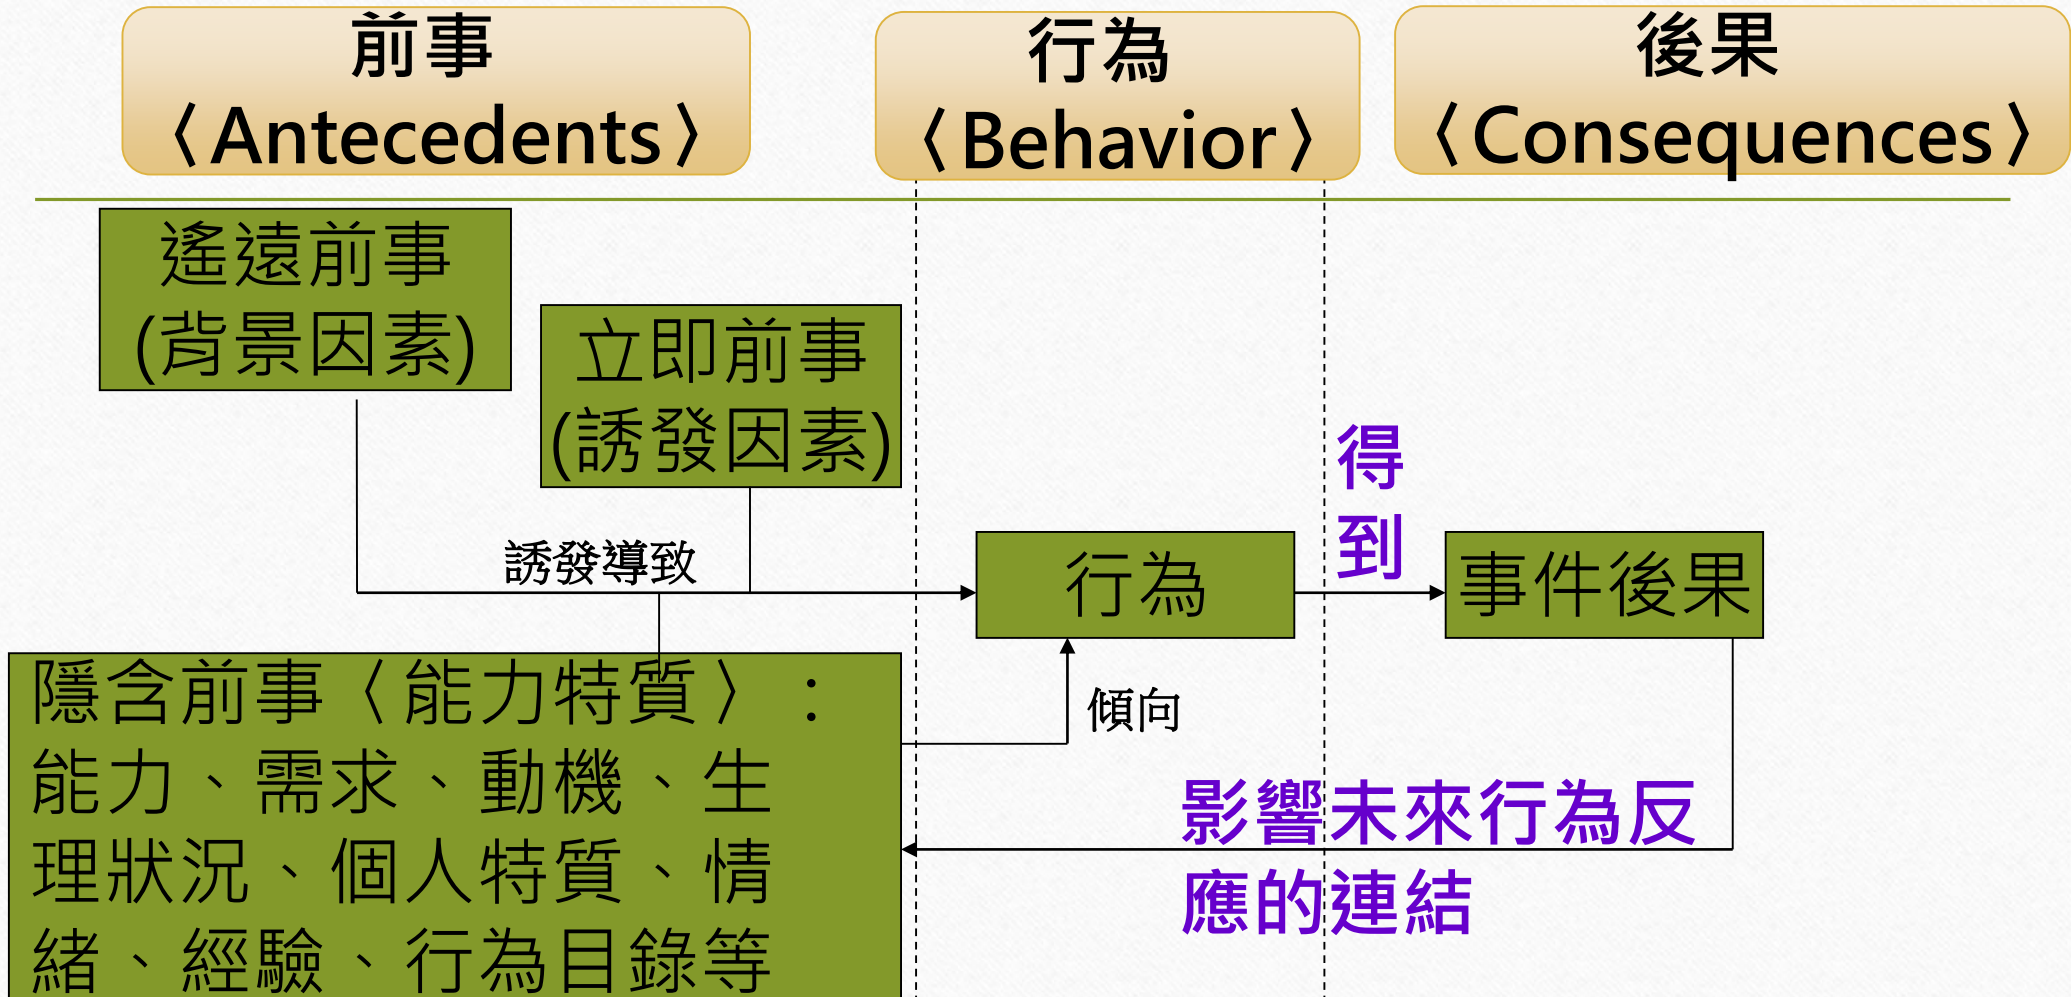 前事
〈Antecedents〉
行為
〈Behavior〉
後果
〈Consequences〉
遙遠前事
(背景因素)
立即前事
(誘發因素)
誘發導致
得
到
行為
事件後果
隱含前事〈能力特質〉：
能力、需求、動機、生
理狀況、個人特質、情
緒、經驗、行為目錄等
傾向
影響未來行為反
應的連結